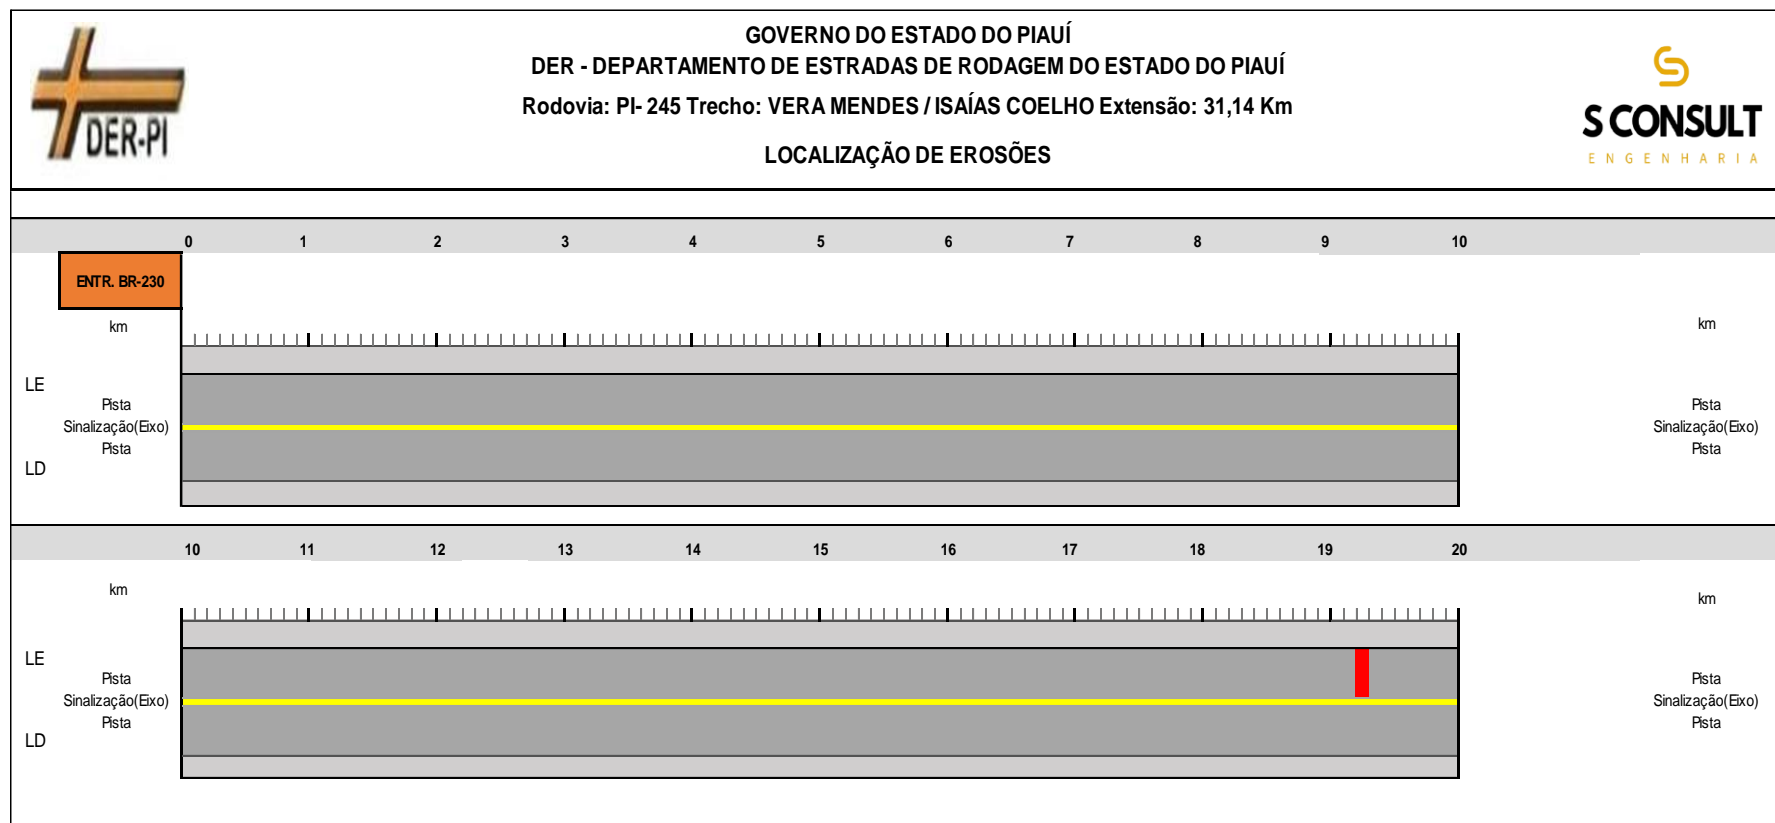 DER-PI
GOVERNO DO ESTADO DO PIAUÍ
DER - DEPARTAMENTO DE ESTRADAS DE RODAGEM DO ESTADO DO PIAUÍ
Rodovia: PI- 245 Trecho: VERA MENDES / ISAÍAS COELHO Extensão: 31,14 Km
LOCALIZAÇÃO DE EROSÕES
S CONSULT
ENGENHARIA
0 1 2 3 4 5 6 7 8 9 10
ENTR. BR-230
km km
LE
Pista Pista
Sinalização(Eixo) Sinalização(Eixo)
Pista Pista
LD
10 11 12 13 14 15 16 17 18 19 20
km km
LE
Pista Pista
Sinalização(Eixo) Sinalização(Eixo)
Pista Pista
LD